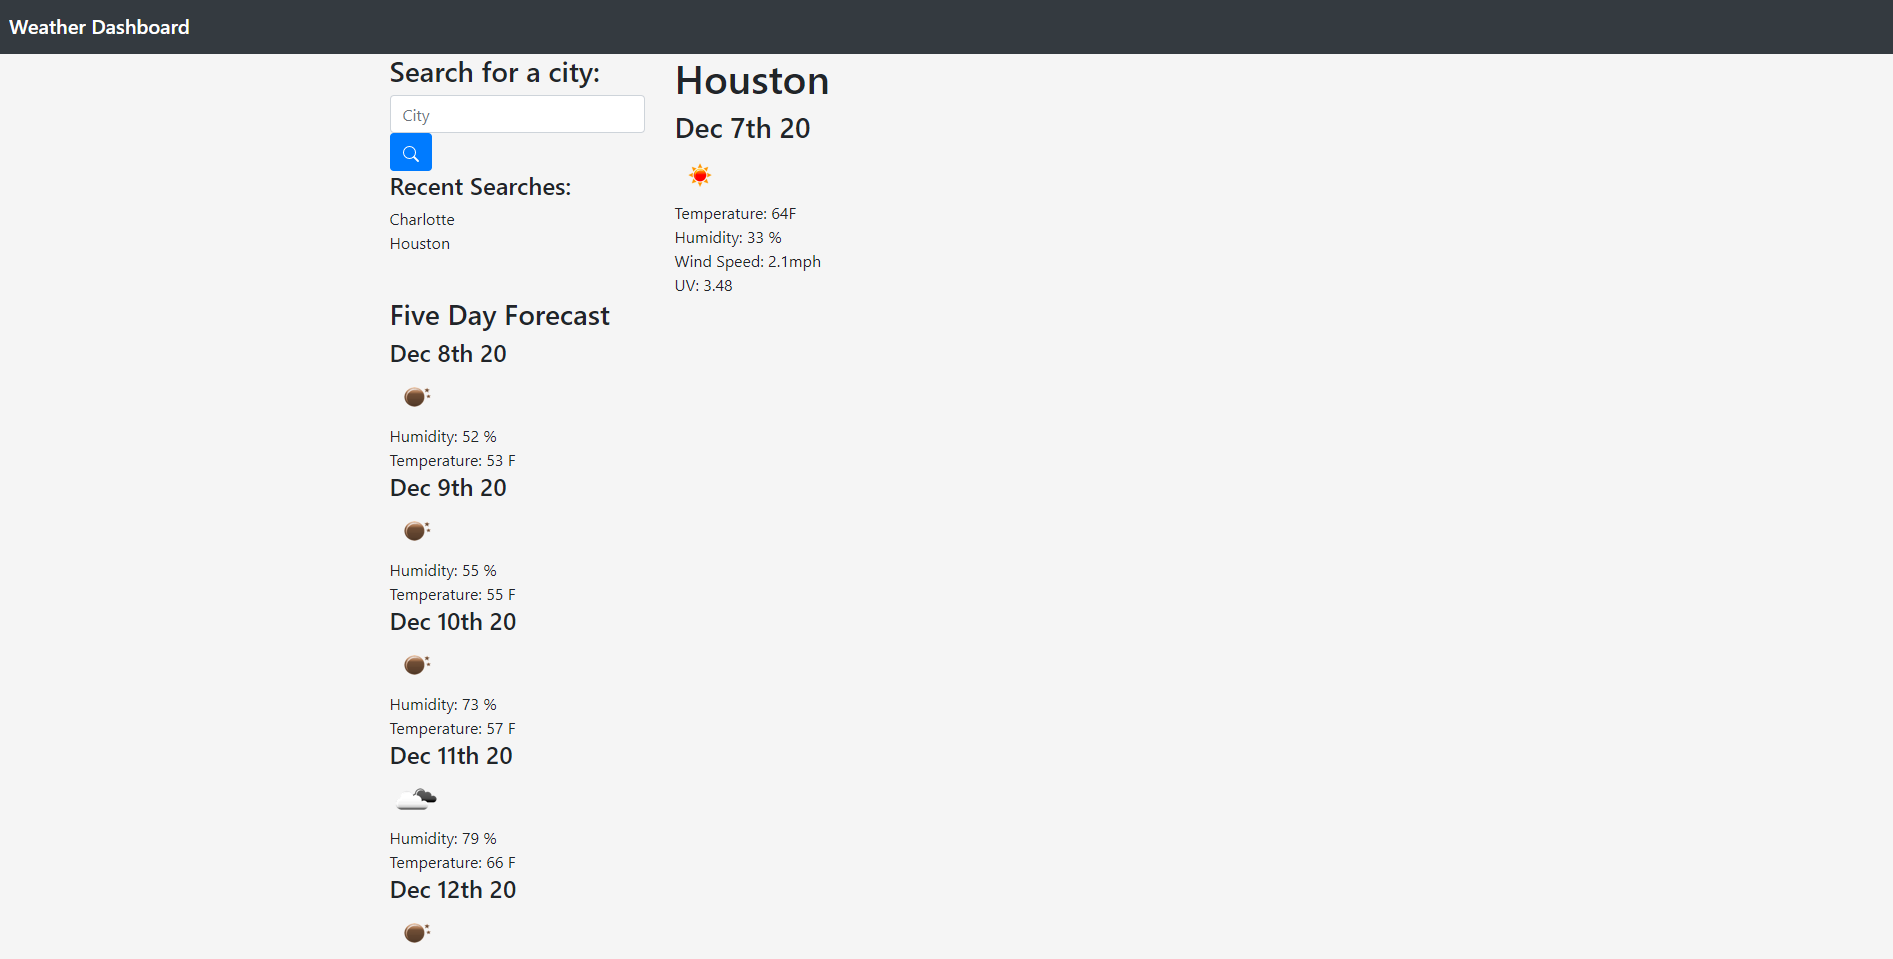 Weather Dashboard
Search for a city:
City
Recent Searches:
Charlotte
Houston
Houston
Dec 7th 20
Temperature: 64F
Humidity: 33 %
Wind Speed: 2.1mph
UV: 3.48
Five Day Forecast
Dec 8th 20
Humidity: 52 %
Temperature: 53 F
Dec 9th 20
Humidity: 55 %
Temperature: 55 F
Dec 10th 20
Humidity: 73 %
Temperature: 57 F
Dec 11th 20
Humidity: 79 %
Temperature: 66 F
Dec 12th 20